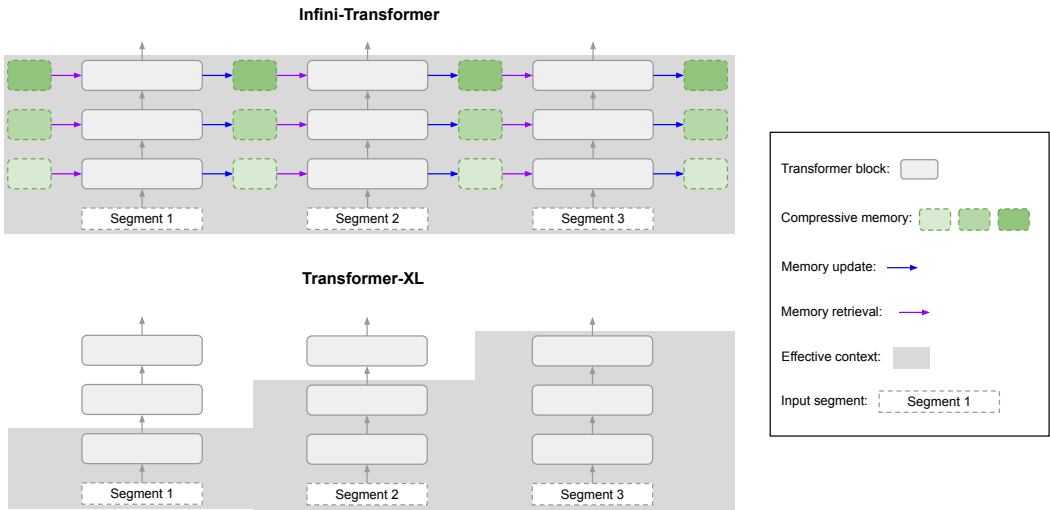 Infini-Transformer
Segment 1
Segment 2
Segment 3
Transformer-XL
Segment 1
Segment 2
Segment 3
Transformer block:
Compressive memory:
Memory update:
Memory retrieval:
Effective context:
Input segment: Segment 1